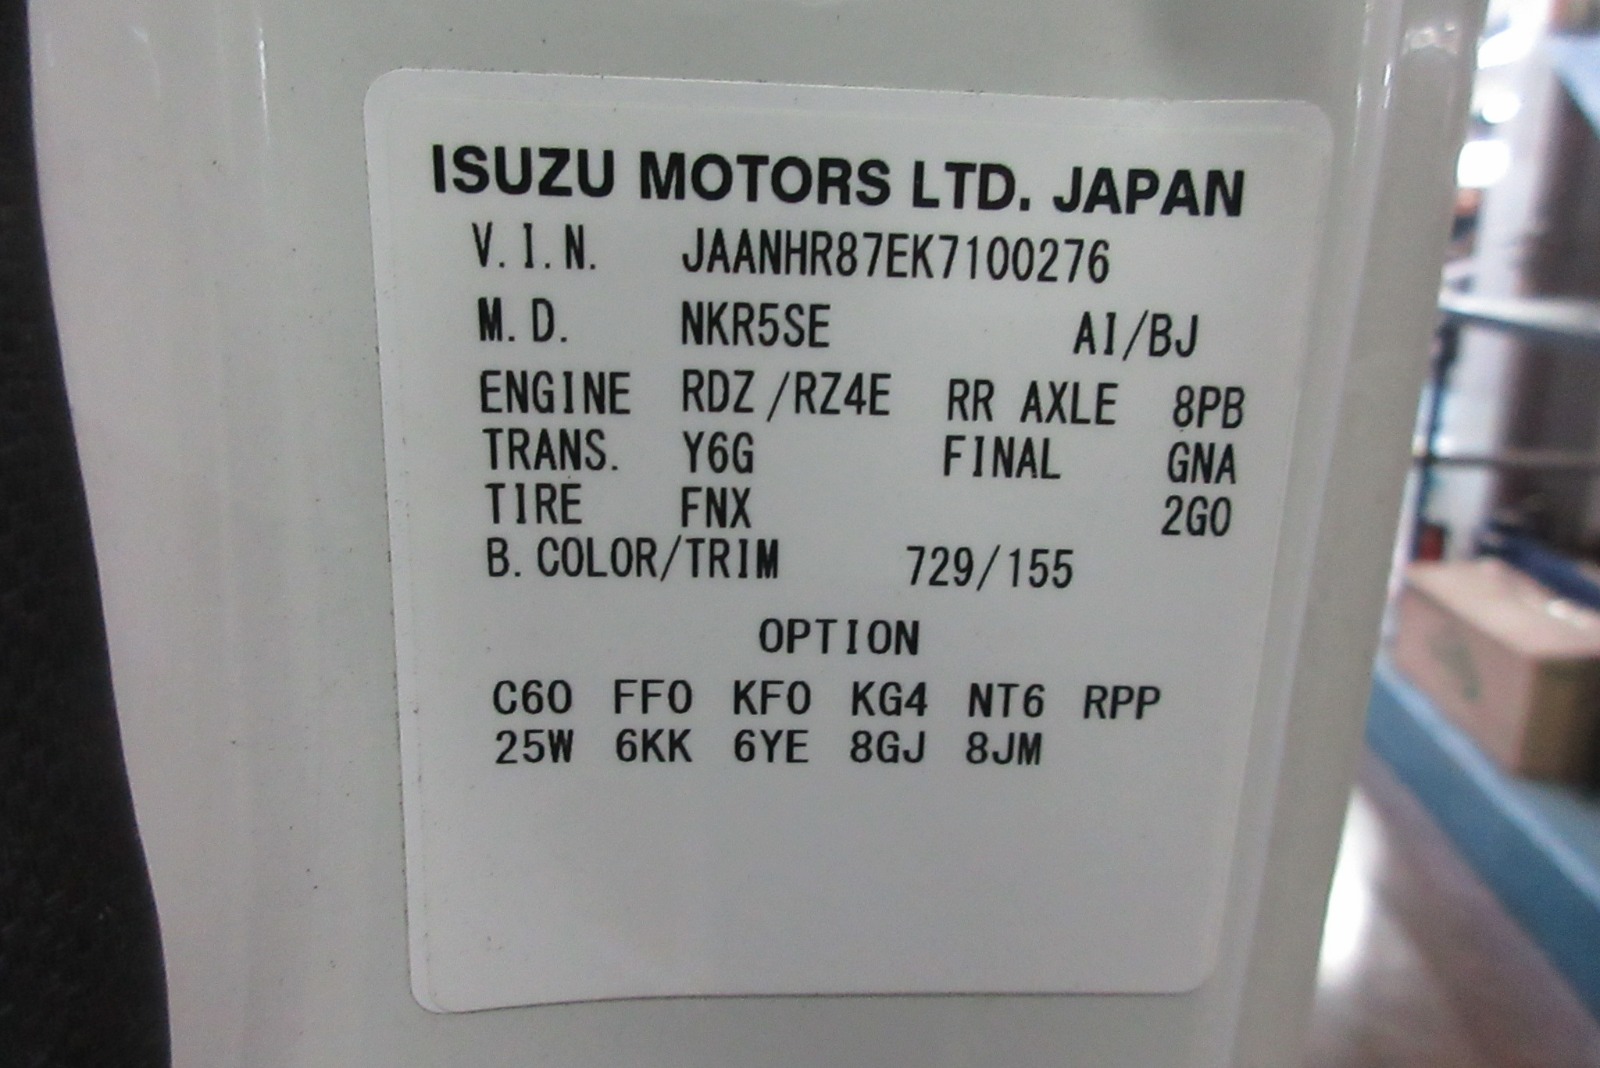 ISUZU MOTORS LTD. JAPAN
V.I.N. JAANHR87EK7100276
M.D. NKR5SE AI/BJ
ENGINE RDZ/RZ4E RR AXLE 8PB
TRANS. Y6G FINAL GNA
TIRE FNX 2G0
B.COLOR/TRIM 729/155
OPTION
C60 FF0 KF0 KG4 NT6 RPP
25W 6KK 6YE 8GJ 8JM